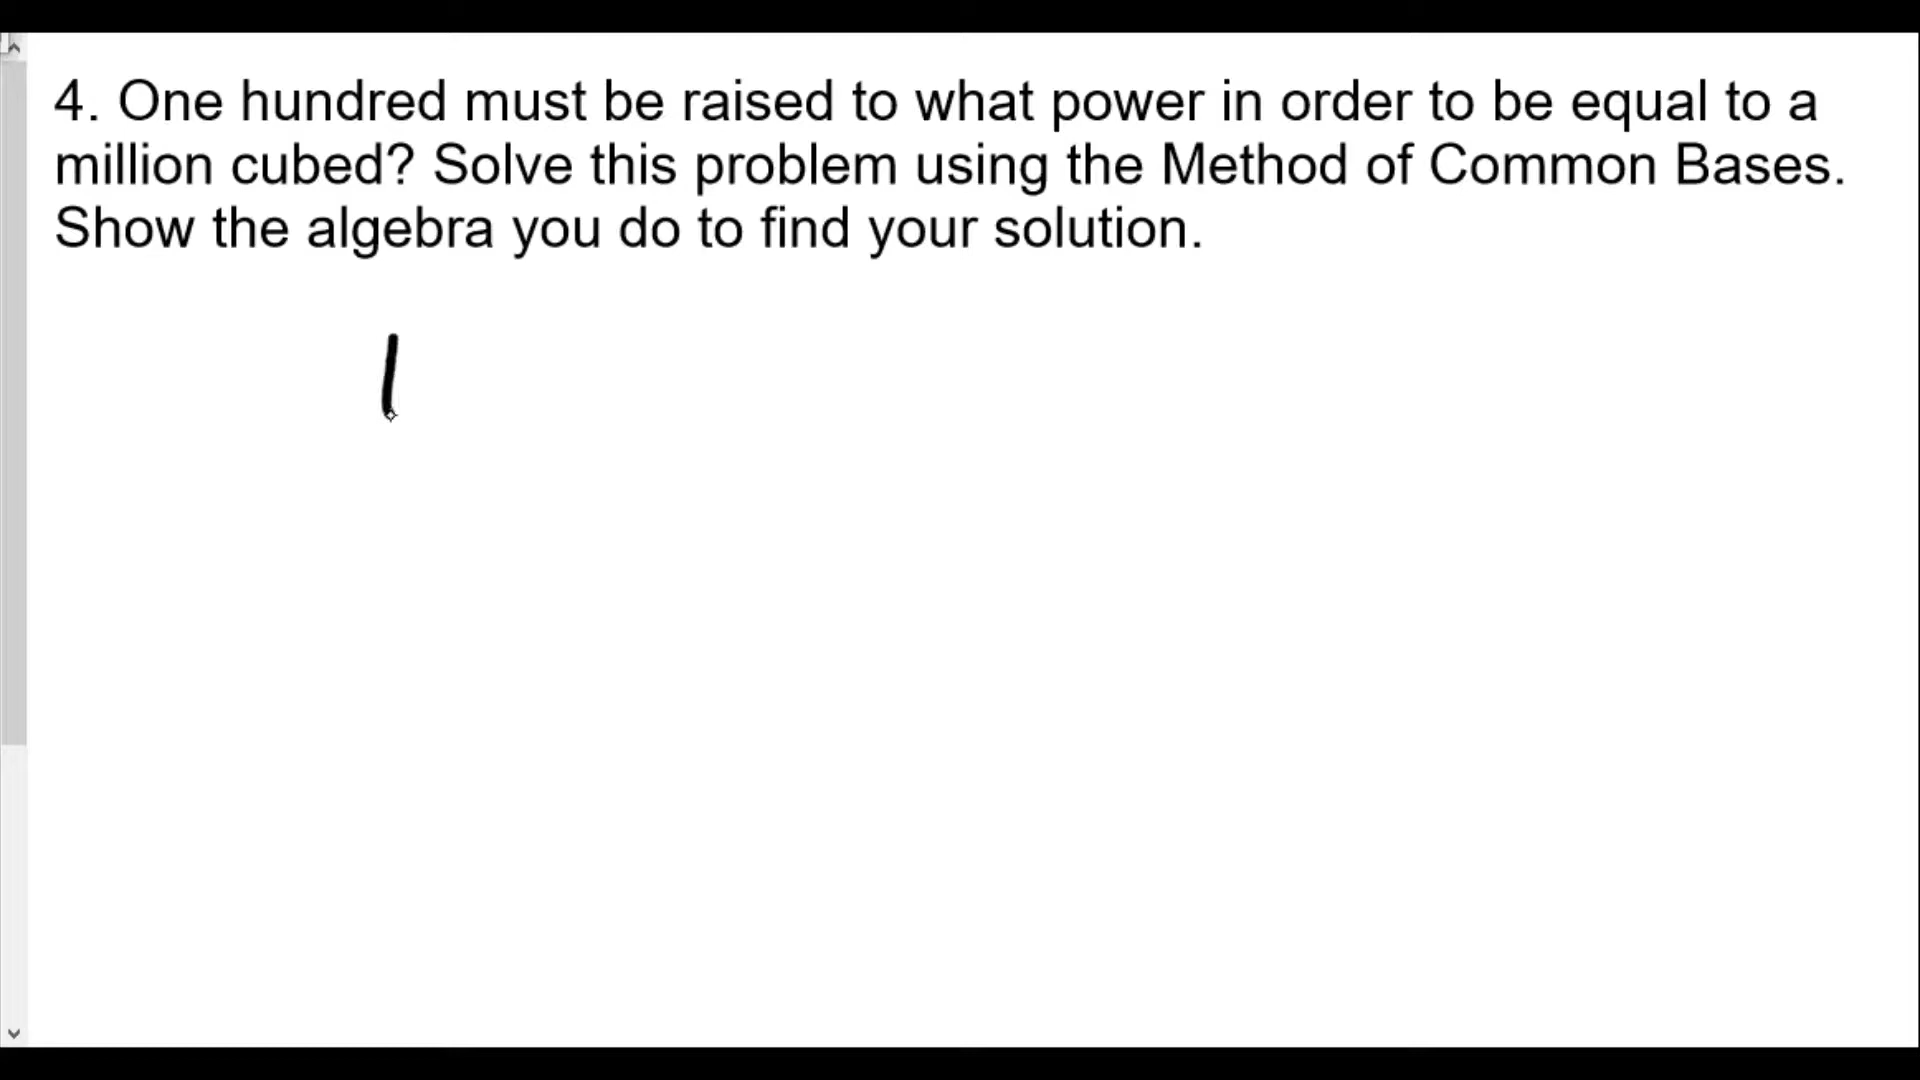 4. One hundred must be raised to what power in order to be equal to a
million cubed? Solve this problem using the Method of Common Bases.
Show the algebra you do to find your solution.
1